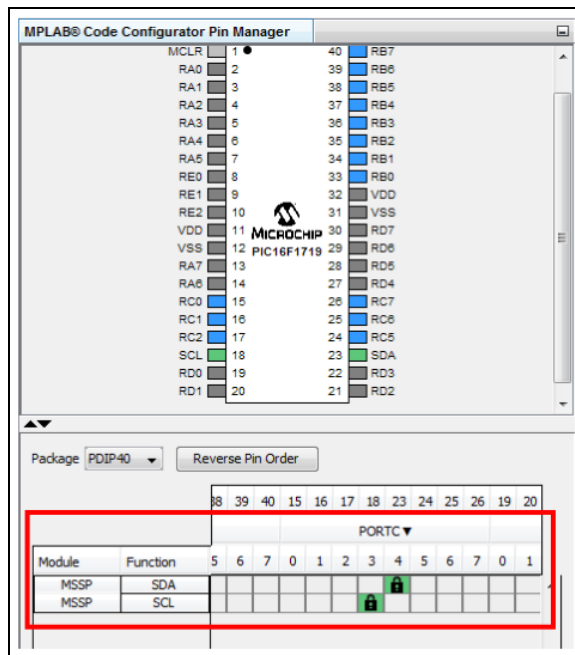 MPLAB® Code Configurator Pin Manager
MCLR 1 40 RB7
RA0 2 39 RB6
RA1 3 38 RB5
RA2 4 37 RB4
RA3 5 36 RB3
RA4 6 35 RB2
RA5 7 34 RB1
RE0 8 33 RB0
RE1 9 32 VDD
RE2 10 31 VSS
VDD 11 MICROCHIP 30 RD7
VSS 12 PIC16F1719 29 RD6
RA7 13 28 RD5
RA6 14 27 RD4
RC0 15 26 RC7
RC1 16 25 RC6
RC2 17 24 RC5
SCL 18 23 SDA
RD0 19 22 RD3
RD1 20 21 RD2
Package PDIP40 Reverse Pin Order
38 39 40 15 16 17 18 23 24 25 26 19 20
PORTC▼
Module Function 5 6 7 0 1 2 3 4 5 6 7 0 1
MSSP SDA
MSSP SCL